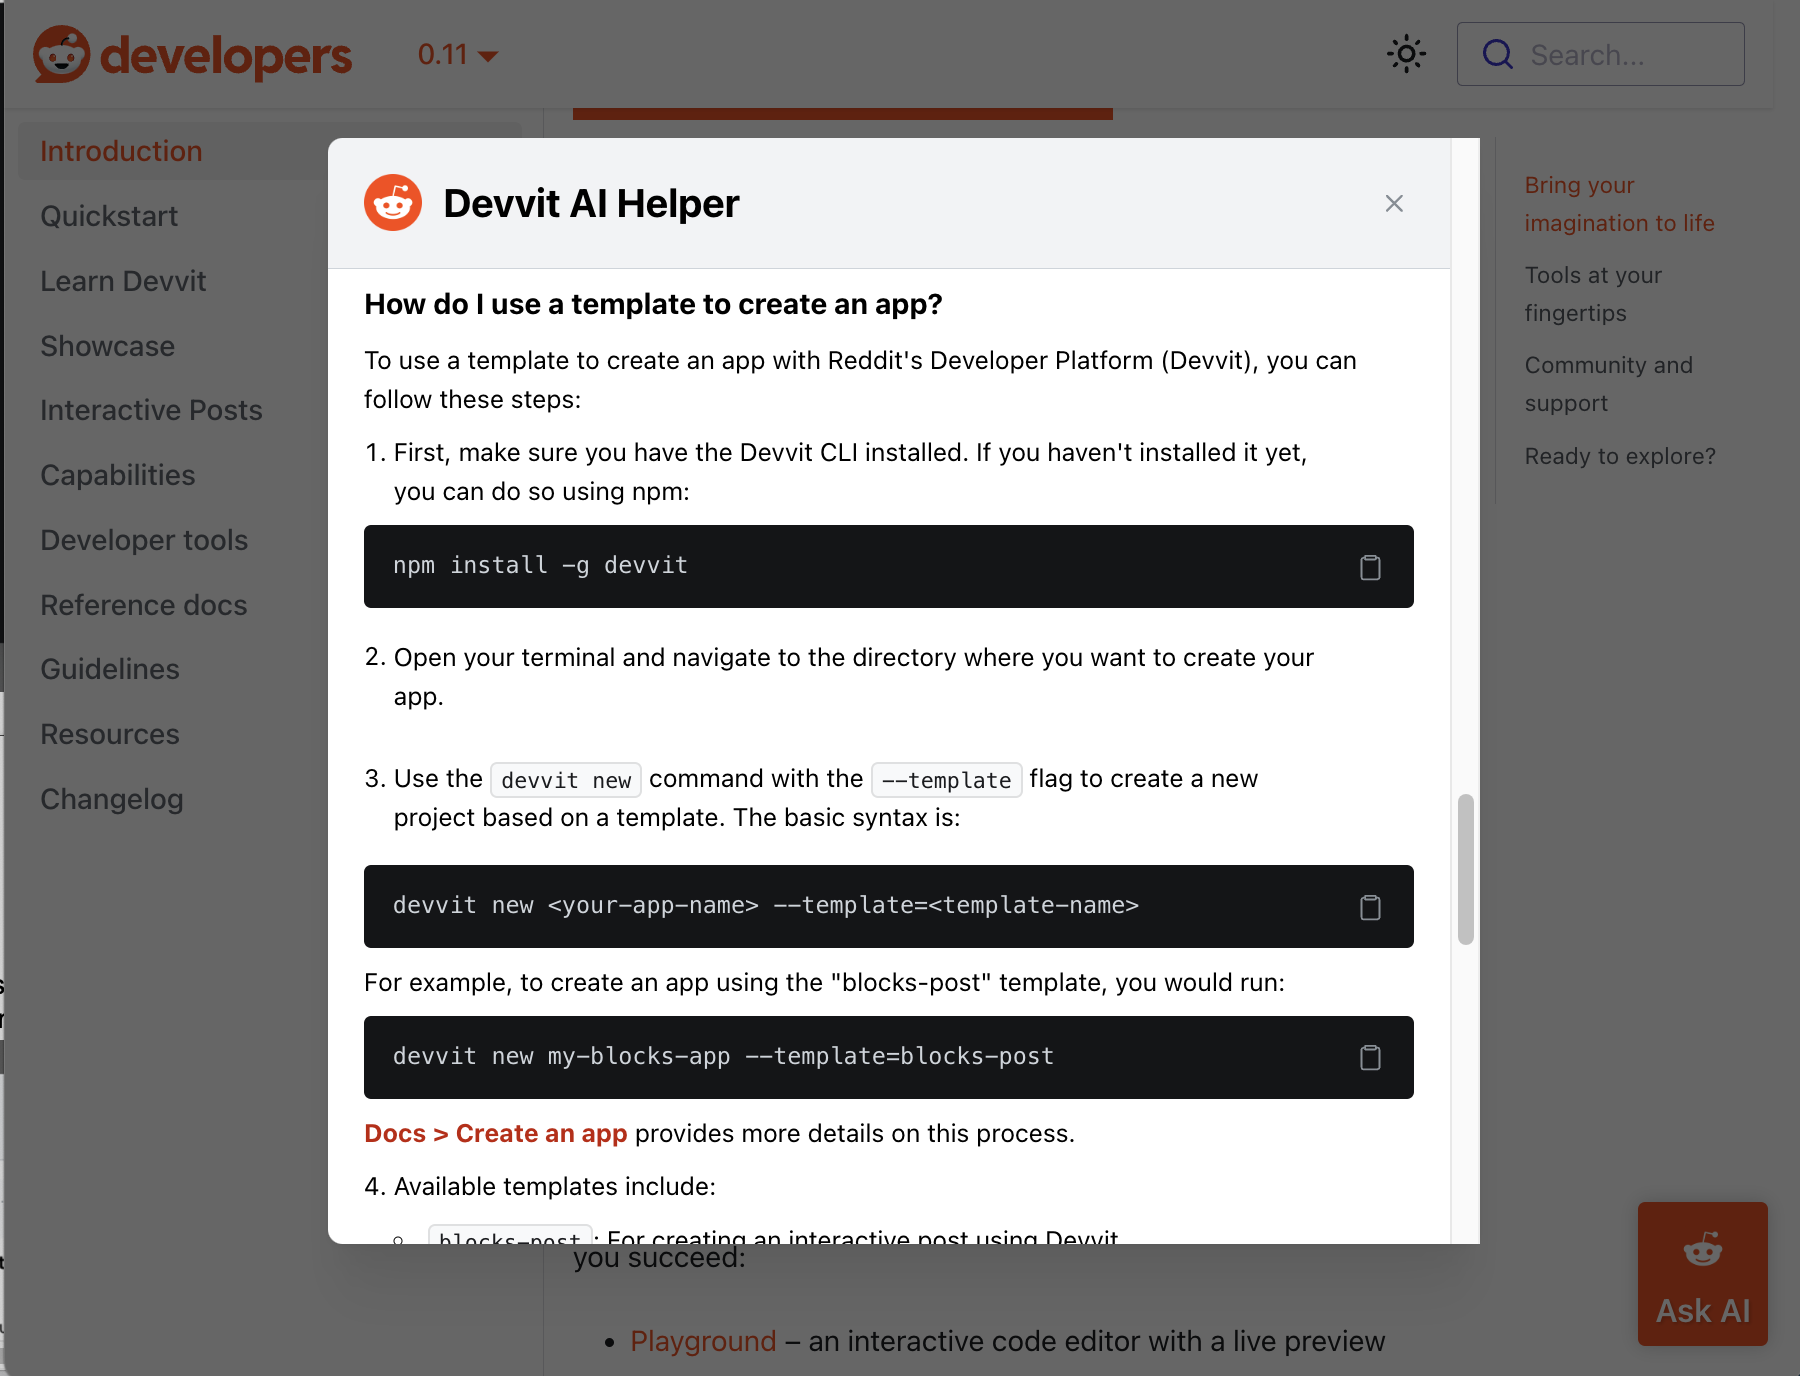 developers
0.11
Search...
Introduction
Quickstart
Learn Devvit
Showcase
Interactive Posts
Capabilities
Developer tools
Reference docs
Guidelines
Resources
Changelog
Devvit AI Helper
How do I use a template to create an app?
To use a template to create an app with Reddit's Developer Platform (Devvit), you can
follow these steps:
1. First, make sure you have the Devvit CLI installed. If you haven't installed it yet,
you can do so using npm:
npm install -g devvit
2. Open your terminal and navigate to the directory where you want to create your
app.
3. Use the devvit new command with the --template flag to create a new
project based on a template. The basic syntax is:
devvit new <your-app-name> --template=<template-name>
For example, to create an app using the "blocks-post" template, you would run:
devvit new my-blocks-app --template=blocks-post
Docs > Create an app provides more details on this process.
4. Available templates include:
blocks-post: For creating an interactive post using Devvit
you succeed:
• Playground – an interactive code editor with a live preview
Bring your
imagination to life
Tools at your
fingertips
Community and
support
Ready to explore?
Ask AI